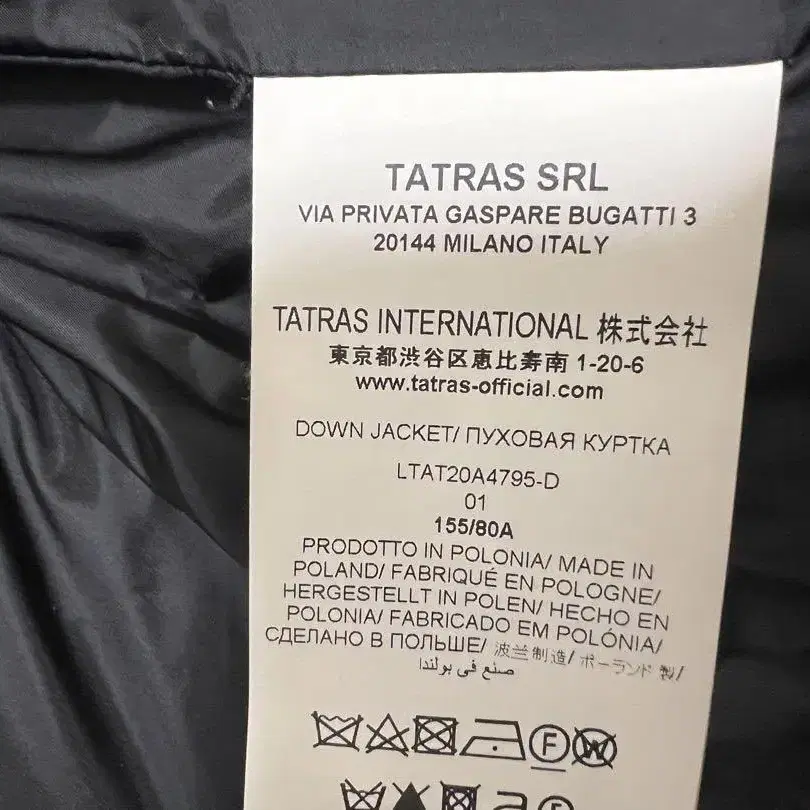 TATRAS SRL
VIA PRIVATA GASPARE BUGATTI 3
20144 MILANO ITALY
TATRAS INTERNATIONAL 株式会社
東京都渋谷区恵比寿南 1-20-6
www.tatras-official.com
DOWN JACKET/ ПУХОВАЯ КУРТКА
LTAT20A4795-D
01
155/80A
PRODOTTO IN POLONIA/ MADE IN
POLAND/ FABRIQUÉ EN POLOGNE/
HERGESTELLT IN POLEN/ HECHO EN
POLONIA/ FABRICADO EM POLÓNIA/
СДЕЛАНО В ПОЛЬШЕ/ 波兰制造/ ポーランド 製/
صنع في بولندا
F W